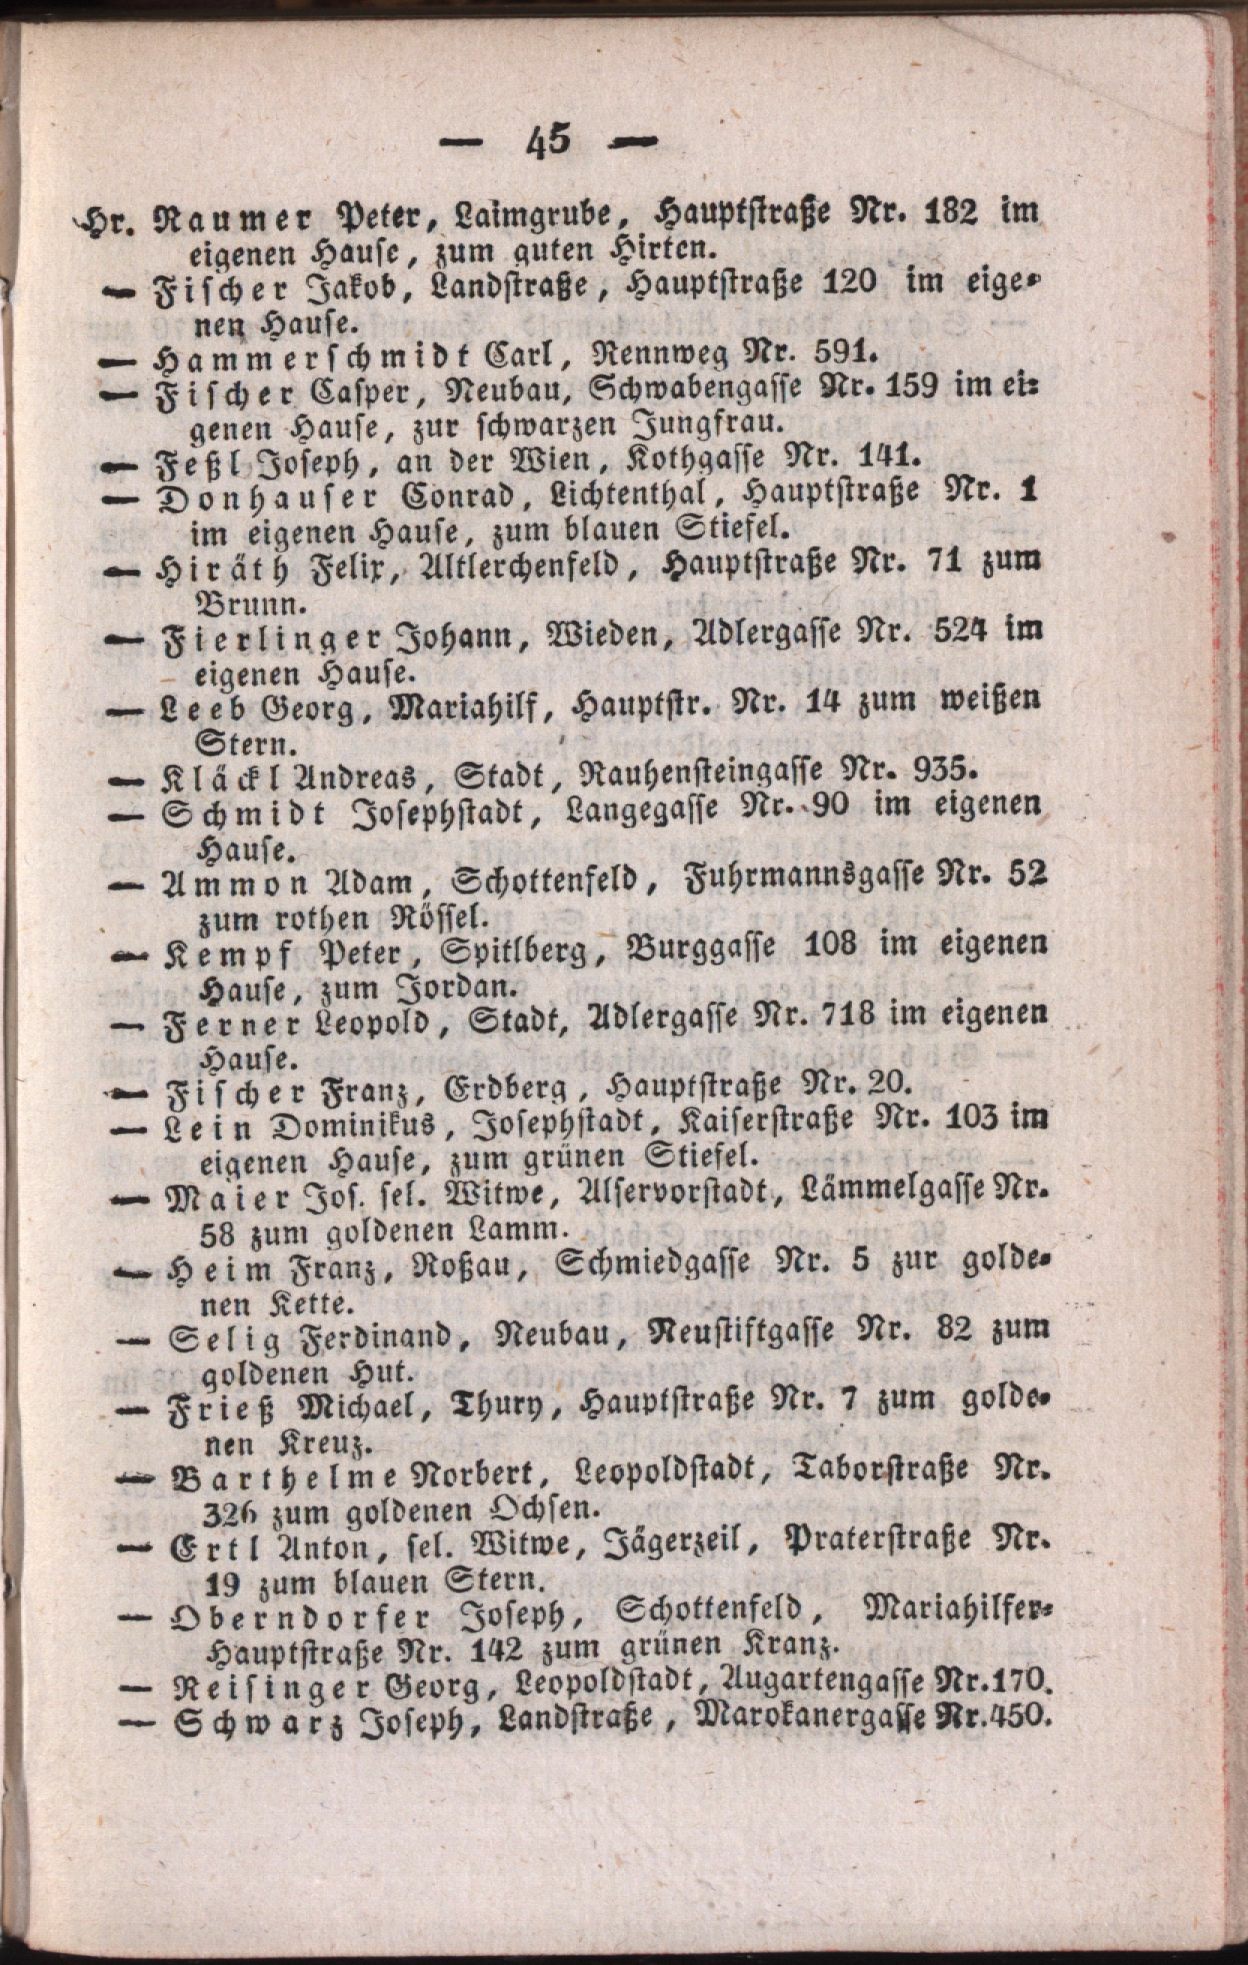 — 45 —
Hr. Raumer Peter, Laimgrube, Hauptstraße Nr. 182 im
eigenen Hause, zum guten Hirten.
— Fischer Jakob, Landstraße, Hauptstraße 120 im eige-
nen Hause.
— Hammerschmidt Carl, Rennweg Nr. 591.
— Fischer Casper, Neubau, Schwabengasse Nr. 159 im ei-
genen Hause, zur schwarzen Jungfrau.
— Feßl Joseph, an der Wien, Kothgasse Nr. 141.
— Donhauser Conrad, Lichtenthal, Hauptstraße Nr. 1
im eigenen Hause, zum blauen Stiefel.
— Hiräth Felix, Altlerchenfeld, Hauptstraße Nr. 71 zum
Brunn.
— Fierlinger Johann, Wieden, Adlergasse Nr. 524 im
eigenen Hause.
— Leeb Georg, Mariahilf, Hauptstr. Nr. 14 zum weißen
Stern.
— Kläckl Andreas, Stadt, Rauhensteingasse Nr. 935.
— Schmidt Josephstadt, Langegasse Nr. 90 im eigenen
Hause.
— Ammon Adam, Schottenfeld, Fuhrmannsgasse Nr. 52
zum rothen Rössel.
— Kempf Peter, Spitlberg, Burggasse 108 im eigenen
Hause, zum Jordan.
— Ferner Leopold, Stadt, Adlergasse Nr. 718 im eigenen
Hause.
— Fischer Franz, Erdberg, Hauptstraße Nr. 20.
— Lein Dominikus, Josephstadt, Kaiserstraße Nr. 103 im
eigenen Hause, zum grünen Stiefel.
— Maier Jos. sel. Witwe, Alservorstadt, Lämmelgasse Nr.
58 zum goldenen Lamm.
— Heim Franz, Roßau, Schmiedgasse Nr. 5 zur golde-
nen Kette.
— Selig Ferdinand, Neubau, Neustiftgasse Nr. 82 zum
goldenen Hut.
— Frieß Michael, Thury, Hauptstraße Nr. 7 zum golde-
nen Kreuz.
— Barthelme Norbert, Leopoldstadt, Taborstraße Nr.
326 zum goldenen Ochsen.
— Ertl Anton, sel. Witwe, Jägerzeil, Praterstraße Nr.
19 zum blauen Stern.
— Oberndorfer Joseph, Schottenfeld, Mariahilfer-
Hauptstraße Nr. 142 zum grünen Kranz.
— Reisinger Georg, Leopoldstadt, Augartengasse Nr. 170.
— Schwarz Joseph, Landstraße, Marokanergasse Nr. 450.